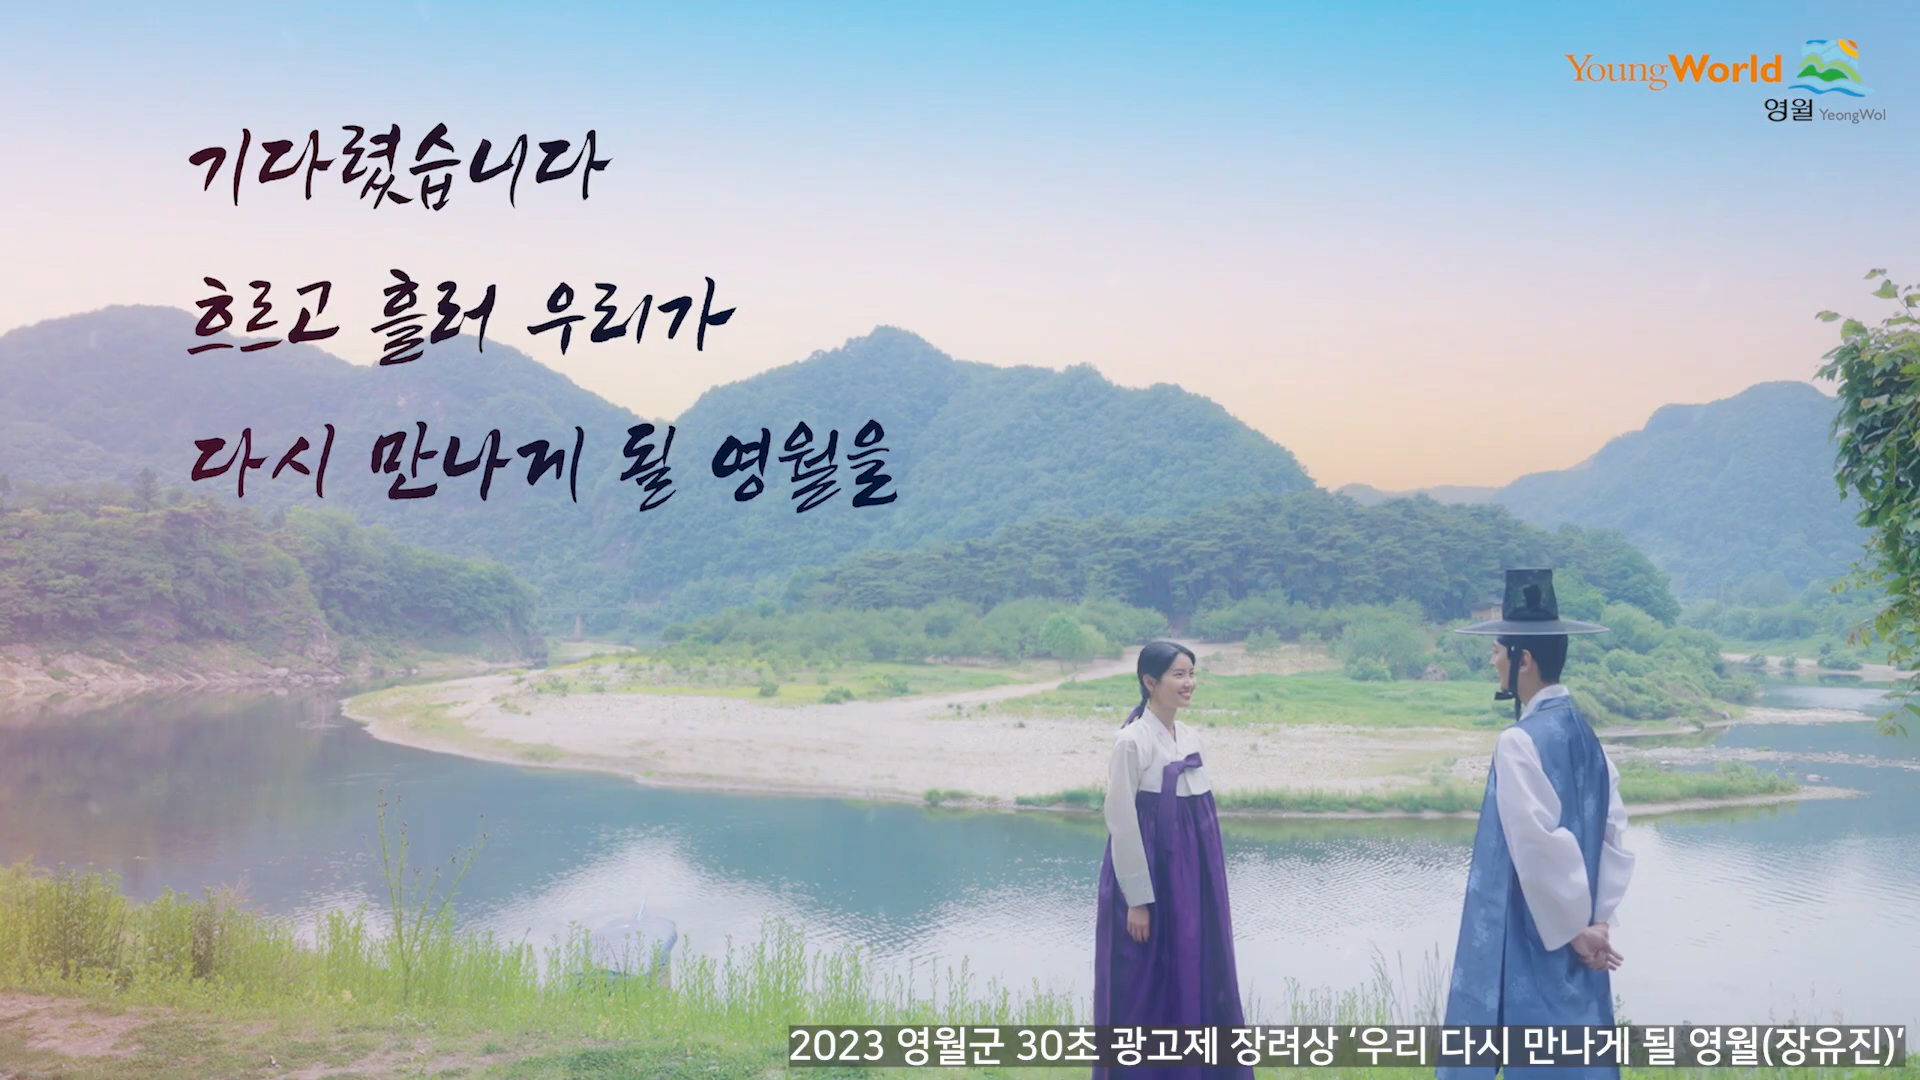 YoungWorld
영월 YeongWol
기다렸습니다
흐르고 흘러 우리가
다시 만나게 될 영월을
2023 영월군 30초 광고제 장려상 ‘우리 다시 만나게 될 영월(장유진)’